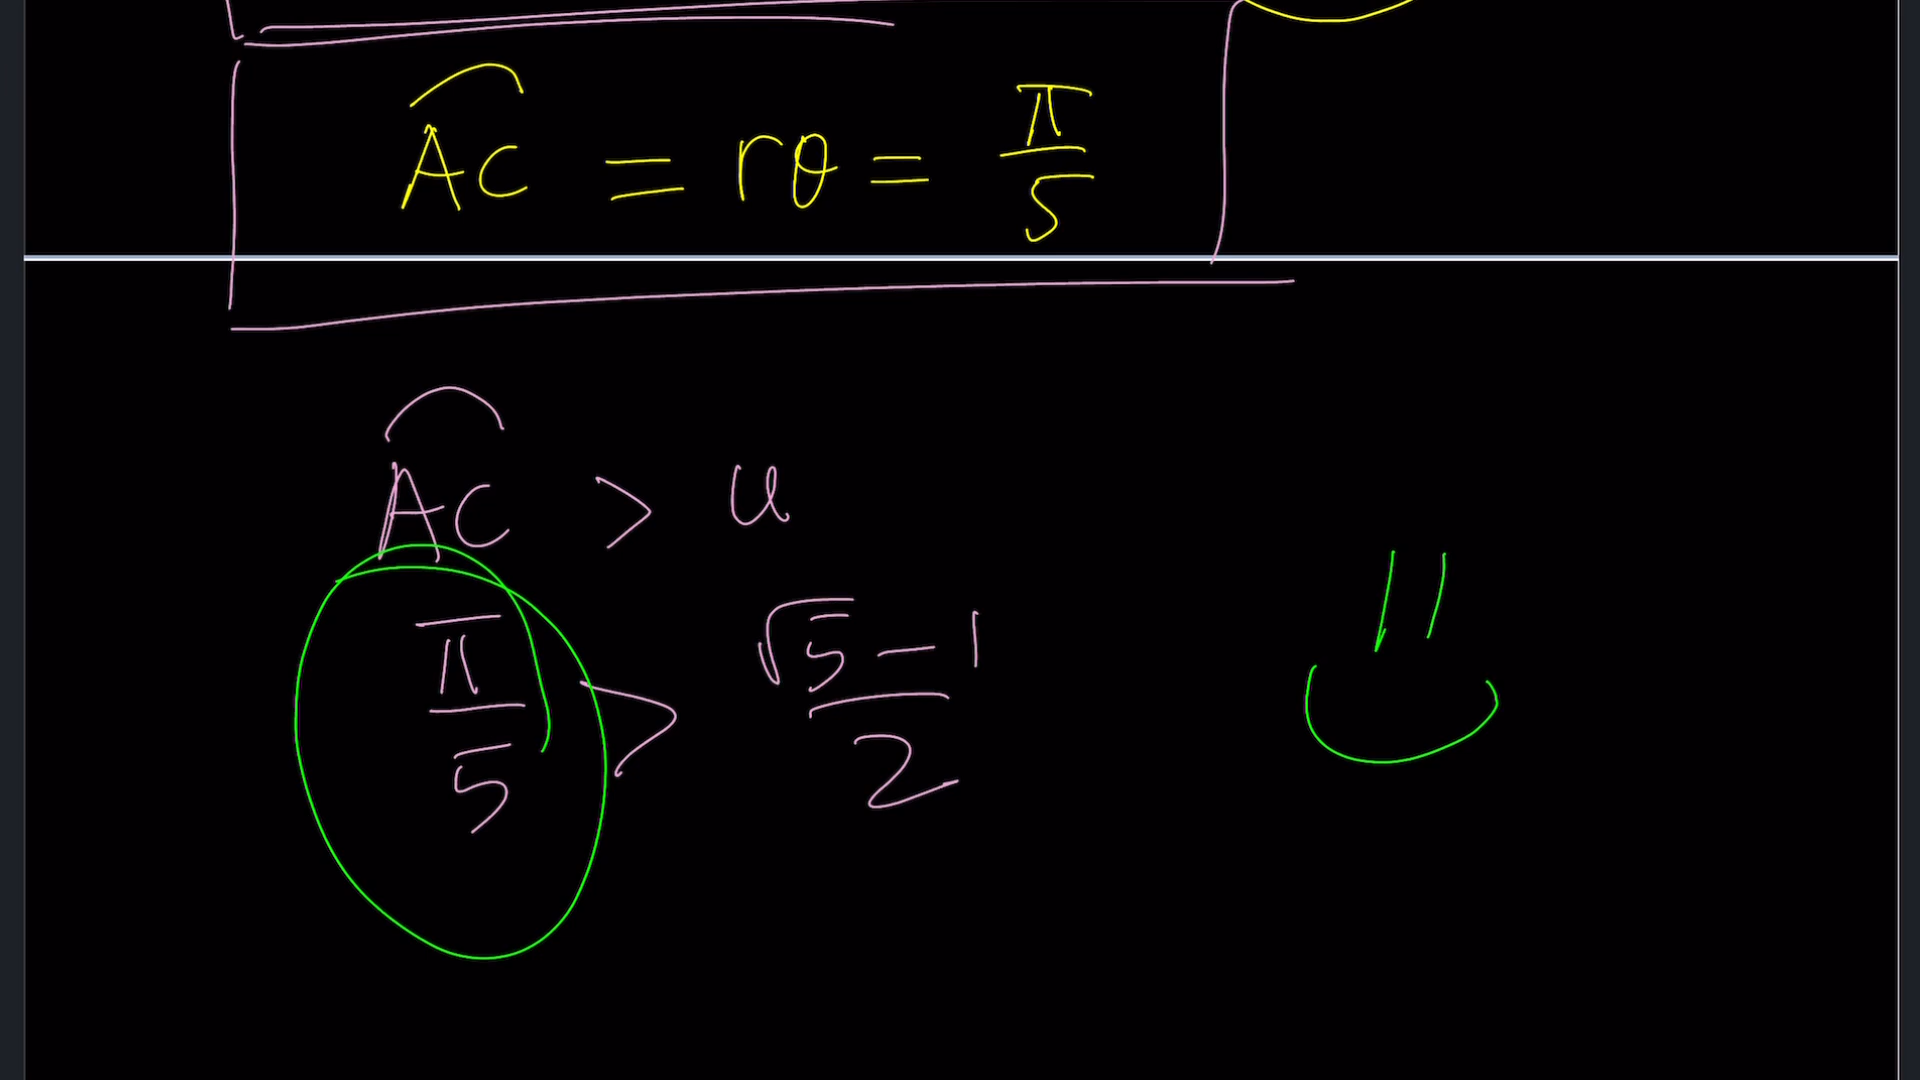 AC = rθ = π/5
AC > u
π/5 > √5 − 1/2